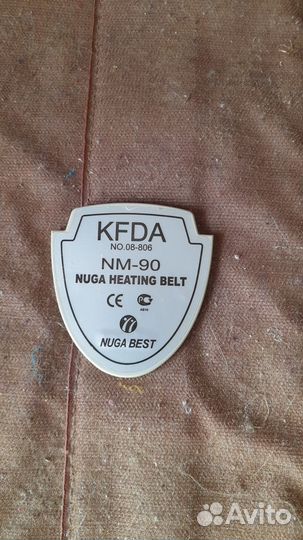 KFDA
NO.08-806
NM-90
NUGA HEATING BELT
CE
NUGA BEST
Avito